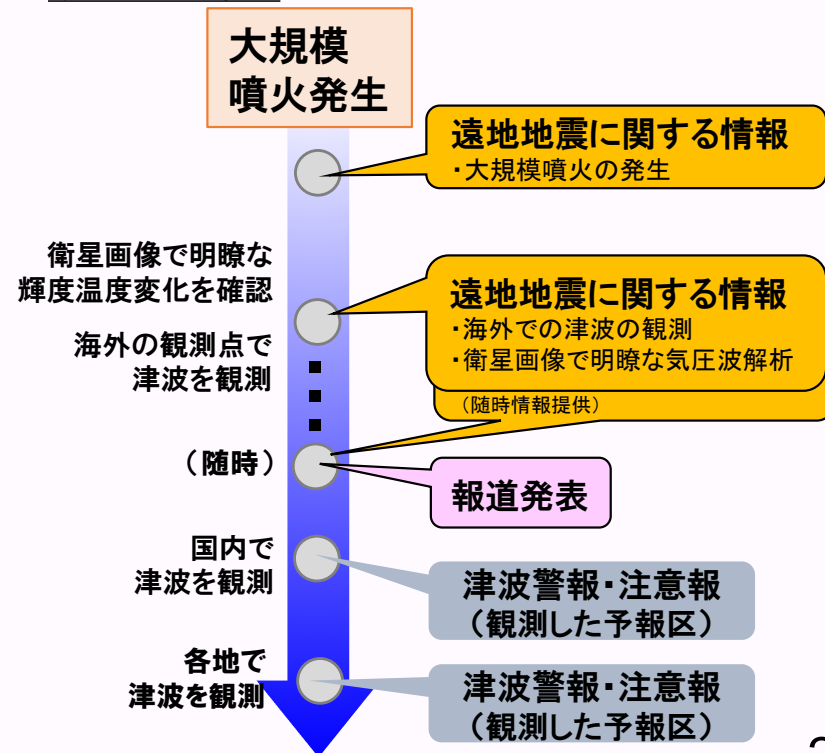 大規模
噴火発生
遠地地震に関する情報
・大規模噴火の発生
衛星画像で明瞭な
輝度温度変化を確認
遠地地震に関する情報
・海外での津波の観測
・衛星画像で明瞭な気圧波解析
（随時情報提供）
海外の観測点で
津波を観測
（随時）
報道発表
国内で
津波を観測
津波警報・注意報
（観測した予報区）
各地で
津波を観測
津波警報・注意報
（観測した予報区）